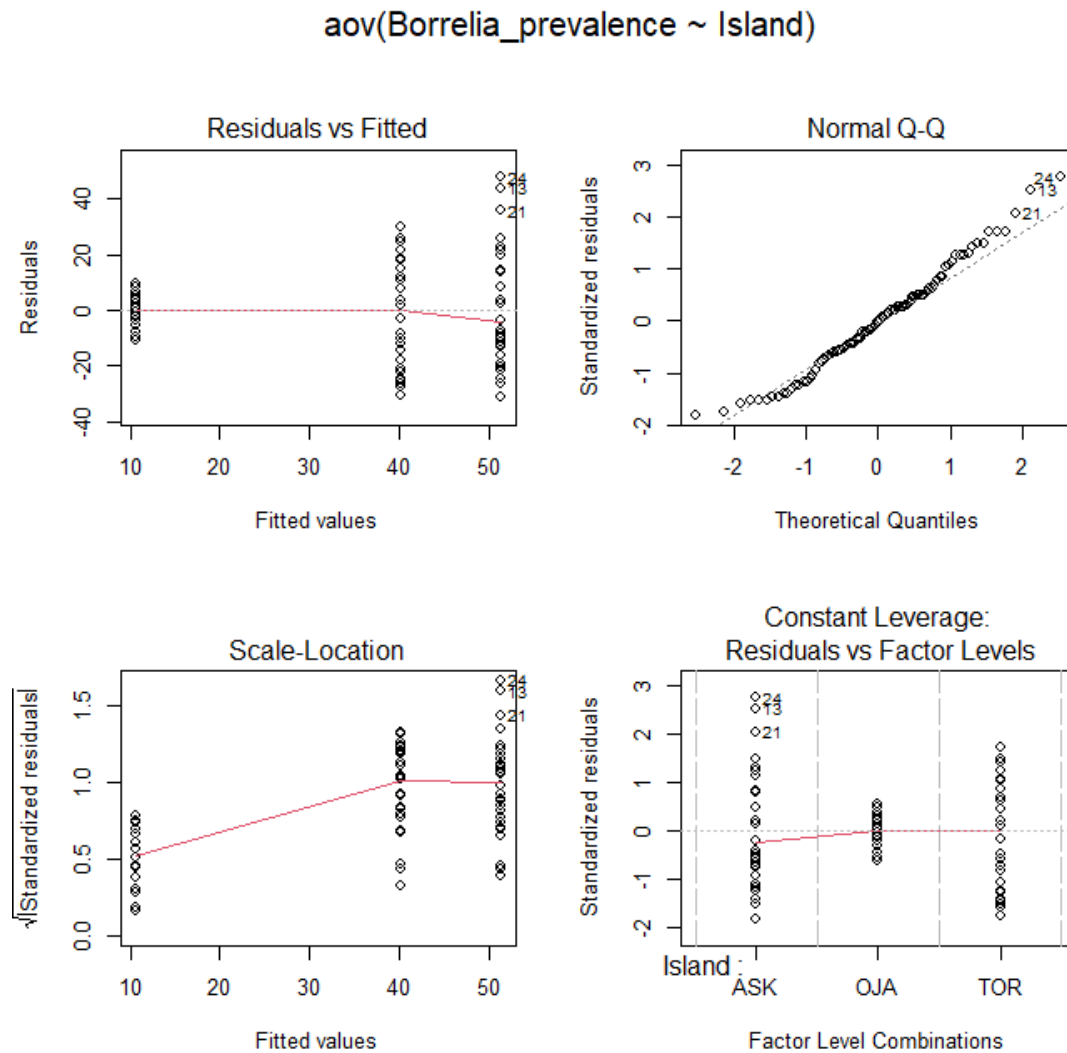 aov(Borrelia_prevalence ~ Island)
Residuals vs Fitted
Residuals
40
20
0
-20
-40
24
13
21
10 20 30 40 50
Fitted values
Normal Q-Q
Standardized residuals
3
2
1
0
-1
-2
24
13
21
-2 -1 0 1 2
Theoretical Quantiles
Scale-Location
√|Standardized residuals|
1.5
1.0
0.5
0.0
24
13
21
10 20 30 40 50
Fitted values
Constant Leverage:
Residuals vs Factor Levels
Standardized residuals
3
2
1
0
-1
-2
24
13
21
Island :
ASK OJA TOR
Factor Level Combinations